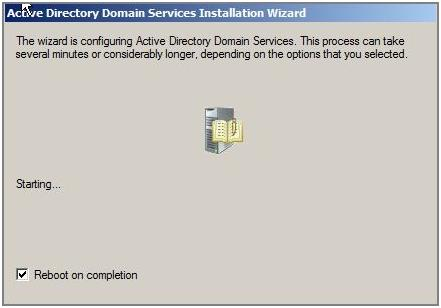 Active Directory Domain Services Installation Wizard
The wizard is configuring Active Directory Domain Services. This process can take
several minutes or considerably longer, depending on the options that you selected.
Starting...
Reboot on completion